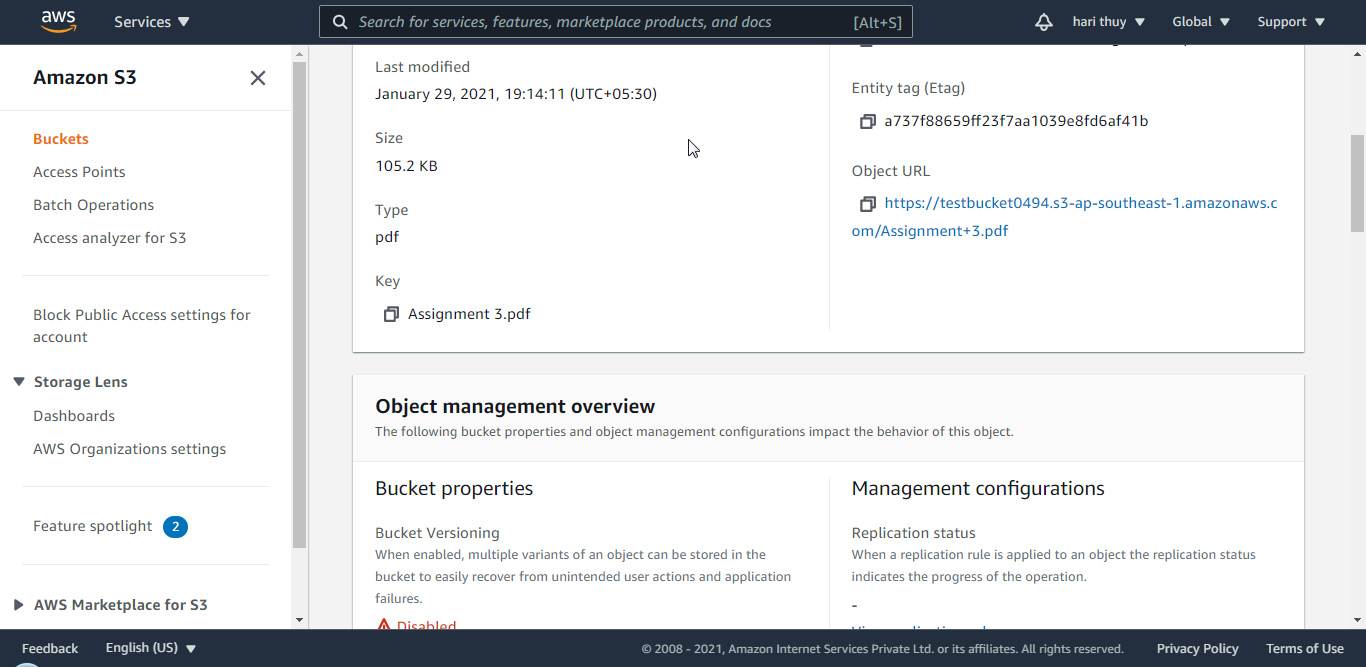 aws
Services
Search for services, features, marketplace products, and docs
[Alt+S]
hari thuy
Global
Support
Amazon S3
Buckets
Access Points
Batch Operations
Access analyzer for S3
Block Public Access settings for
account
Storage Lens
Dashboards
AWS Organizations settings
Feature spotlight 2
AWS Marketplace for S3
Last modified
January 29, 2021, 19:14:11 (UTC+05:30)
Size
105.2 KB
Type
pdf
Key
Assignment 3.pdf
Entity tag (Etag)
a737f88659ff23f7aa1039e8fd6af41b
Object URL
https://testbucket0494.s3-ap-southeast-1.amazonaws.c
om/Assignment+3.pdf
Object management overview
The following bucket properties and object management configurations impact the behavior of this object.
Bucket properties
Bucket Versioning
When enabled, multiple variants of an object can be stored in the
bucket to easily recover from unintended user actions and application
failures.
Disabled
Management configurations
Replication status
When a replication rule is applied to an object the replication status
indicates the progress of the operation.
-
Feedback
English (US)
© 2008 - 2021, Amazon Internet Services Private Ltd. or its affiliates. All rights reserved.
Privacy Policy
Terms of Use